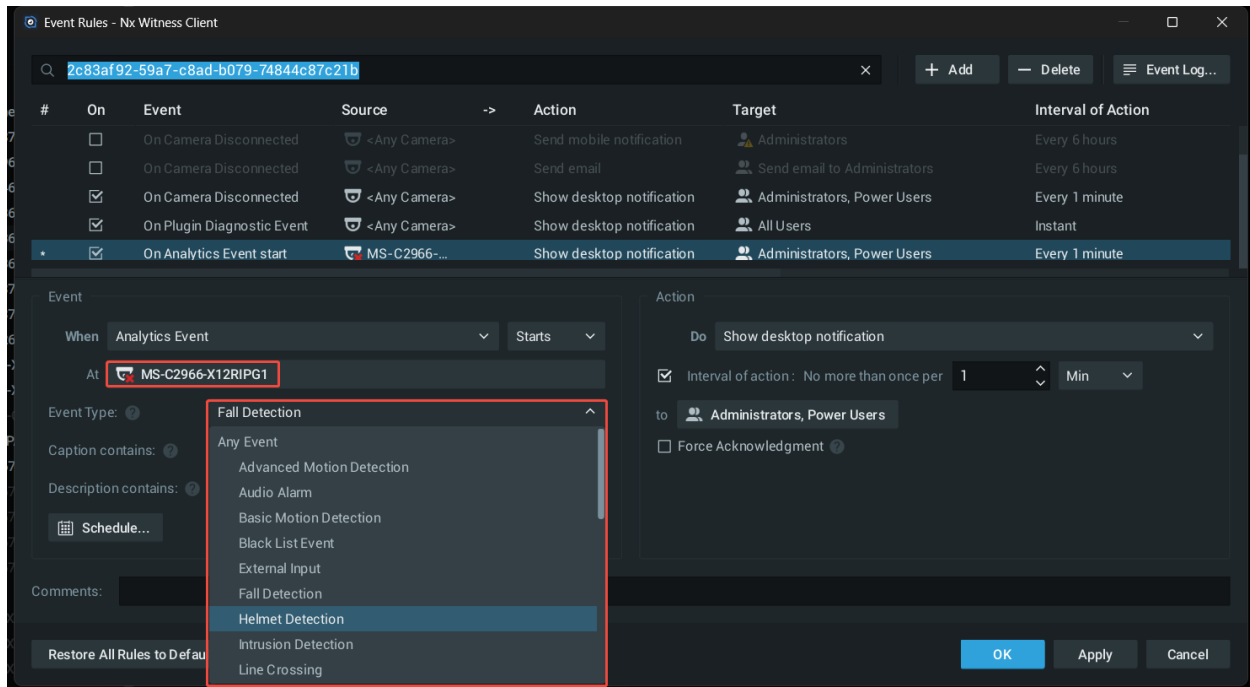 Event Rules - Nx Witness Client
2c83af92-59a7-c8ad-b079-74844c87c21b
Add
Delete
Event Log...
# On Event Source -> Action Target Interval of Action
On Camera Disconnected <Any Camera> Send mobile notification Administrators Every 6 hours
On Camera Disconnected <Any Camera> Send email Send email to Administrators Every 6 hours
On Camera Disconnected <Any Camera> Show desktop notification Administrators, Power Users Every 1 minute
On Plugin Diagnostic Event <Any Camera> Show desktop notification All Users Instant
* On Analytics Event start MS-C2966-... Show desktop notification Administrators, Power Users Every 1 minute
Event
When Analytics Event Starts
At MS-C2966-X12RIPG1
Event Type: ? Fall Detection
Caption contains: ?
Description contains: ?
Schedule...
Any Event
Advanced Motion Detection
Audio Alarm
Basic Motion Detection
Black List Event
External Input
Fall Detection
Helmet Detection
Intrusion Detection
Line Crossing
Action
Do Show desktop notification
Interval of action: No more than once per 1 Min
to Administrators, Power Users
Force Acknowledgment ?
Comments:
Restore All Rules to Defau
OK
Apply
Cancel